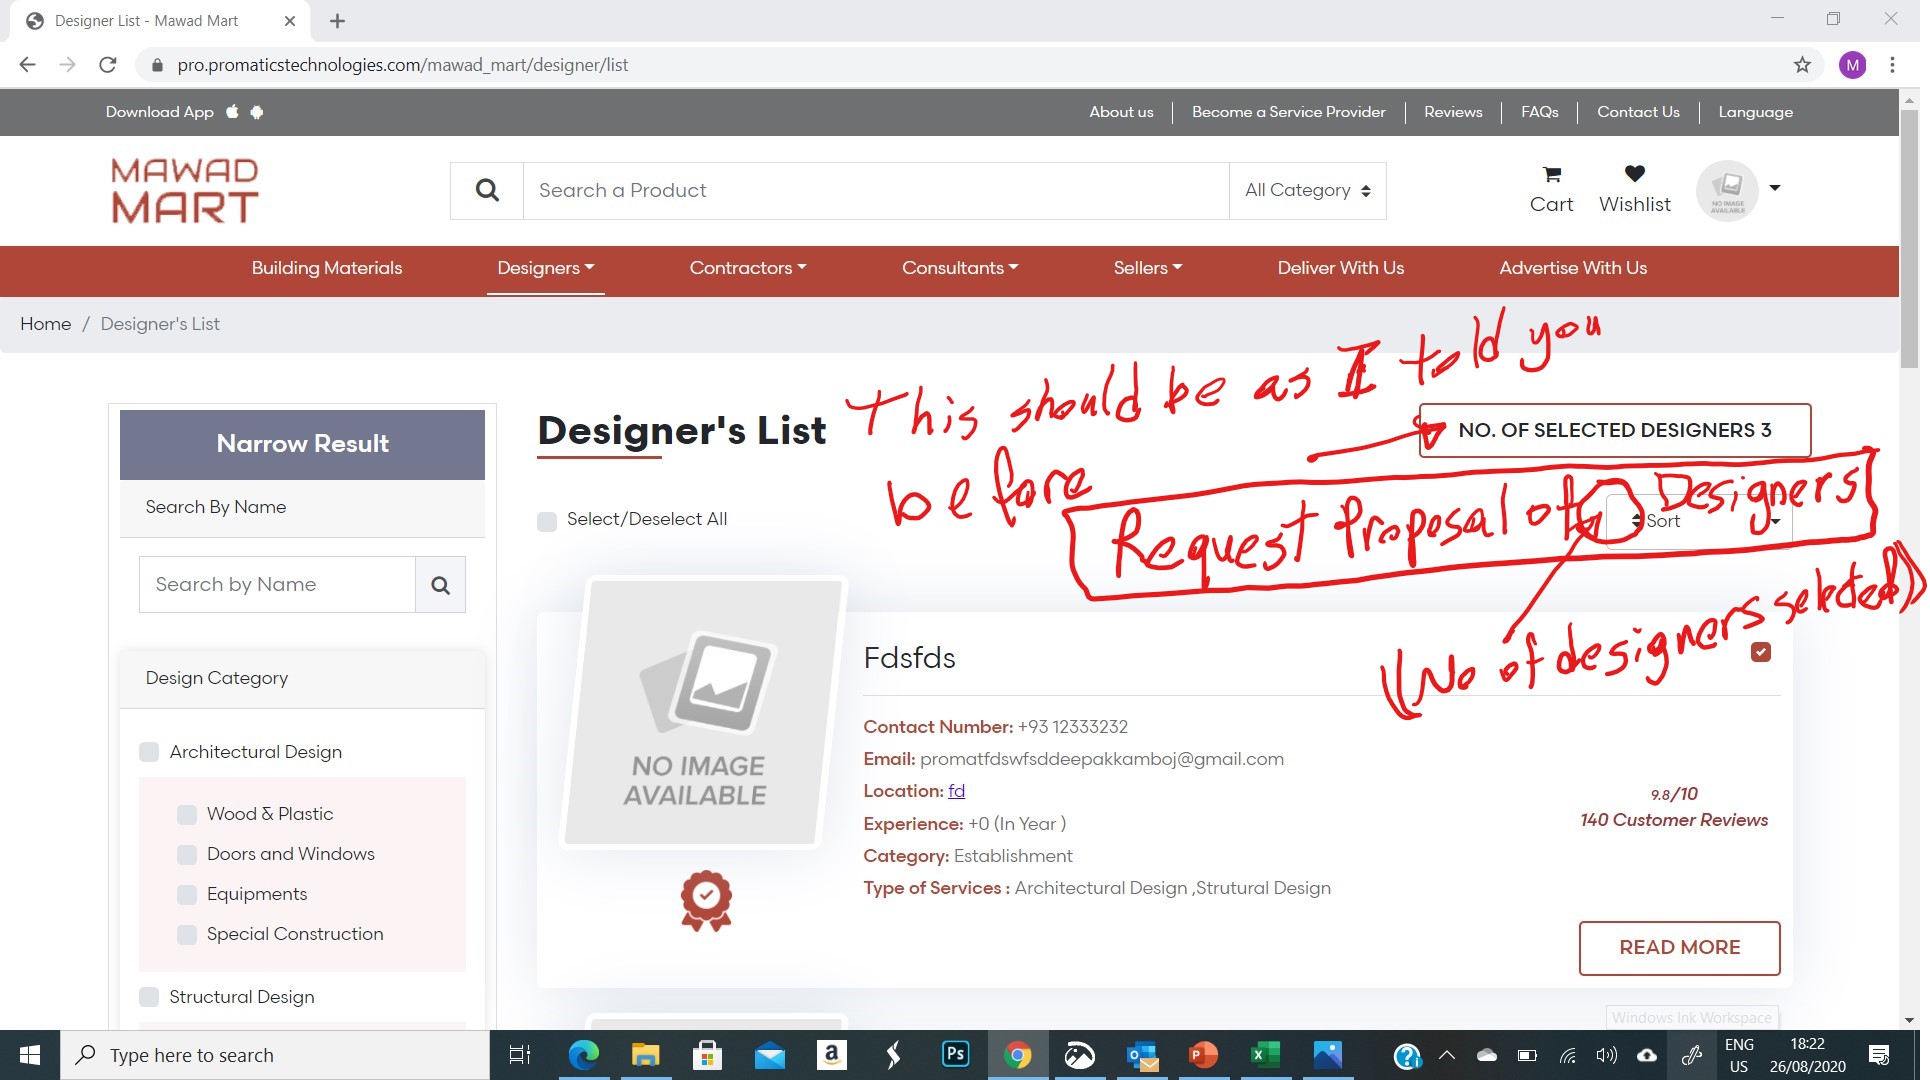 Designer List - Mawad Mart
pro.promaticstechnologies.com/mawad_mart/designer/list
M
Download App
About us
Become a Service Provider
Reviews
FAQs
Contact Us
Language
MAWAD
MART
Search a Product
All Category
Cart
Wishlist
NO IMAGE
AVAILABLE
Building Materials
Designers
Contractors
Consultants
Sellers
Deliver With Us
Advertise With Us
Home / Designer's List
This should be as I told you
before
Narrow Result
Designer's List
NO. OF SELECTED DESIGNERS 3
Search By Name
Select/Deselect All
Request Proposal of Designers
Sort
Search by Name
((No of designers selected))
Design Category
NO IMAGE
AVAILABLE
Fdsfds
Contact Number: +93 12333232
Email: promatfdswfsddeepakkamboj@gmail.com
Location: fd
Experience: +0 (In Year )
Category: Establishment
Type of Services : Architectural Design ,Strutural Design
9.8/10
140 Customer Reviews
READ MORE
Architectural Design
Wood & Plastic
Doors and Windows
Equipments
Special Construction
Structural Design
Windows Ink Workspace
Type here to search
a
Ps
ENG
US
18:22
26/08/2020